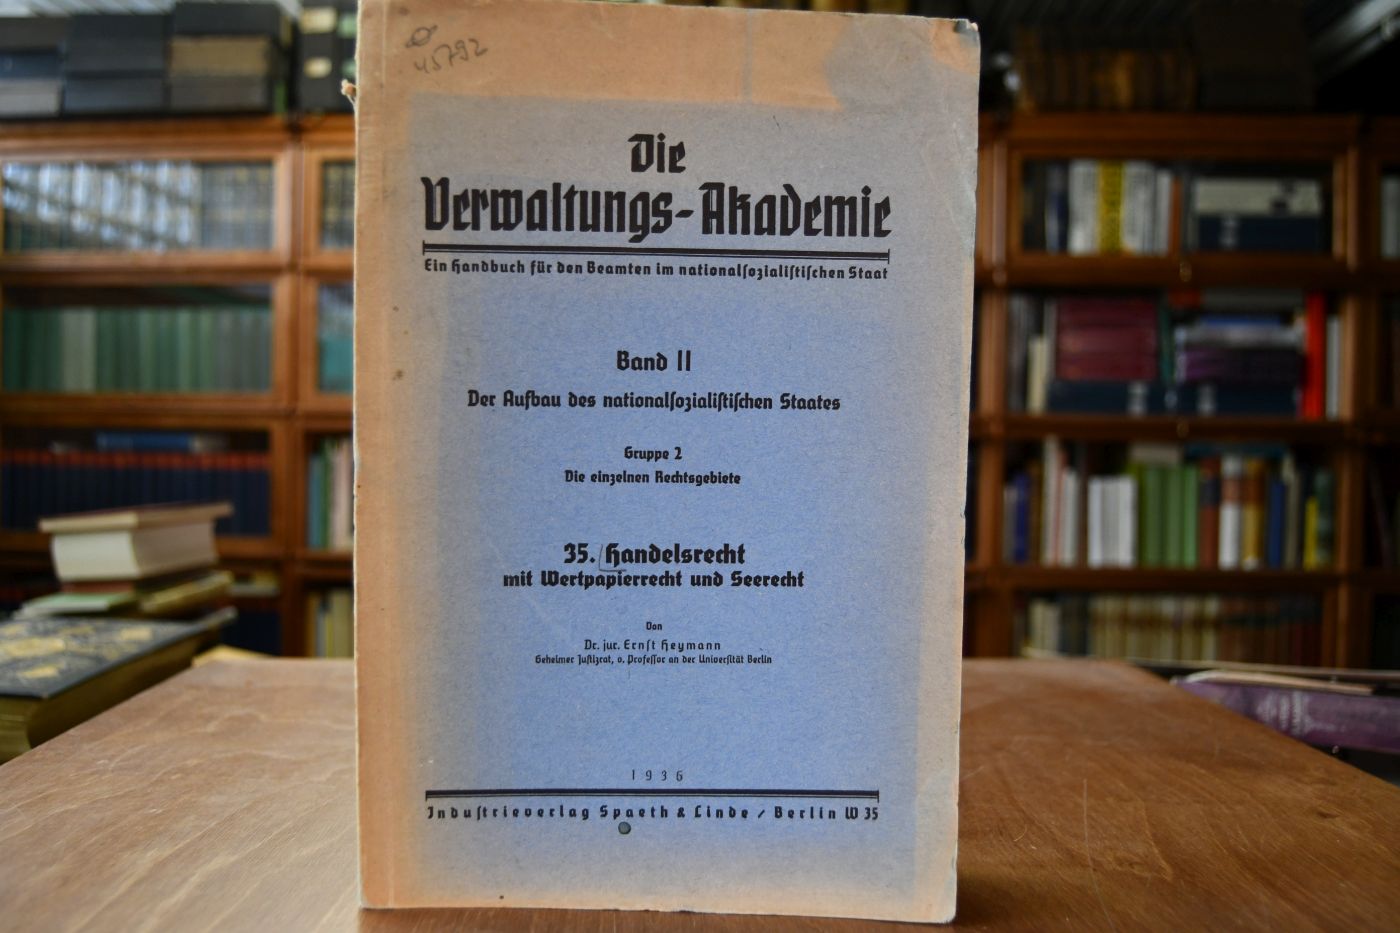 45792
Die
Verwaltungs-Akademie
Ein Handbuch für den Beamten im nationalſozialiſtiſchen Staat
Band II
Der Aufbau des nationalſozialiſtiſchen Staates
Gruppe 2
Die einzelnen Rechtsgebiete
35. Handelsrecht
mit Wertpapierrecht und Seerecht
Von
Dr. jur. Ernſt Heymann
Geheimer Juſtizrat, o. Profeſſor an der Univerſität Berlin
1936
Induſtrieverlag Spaeth & Linde / Berlin W 35